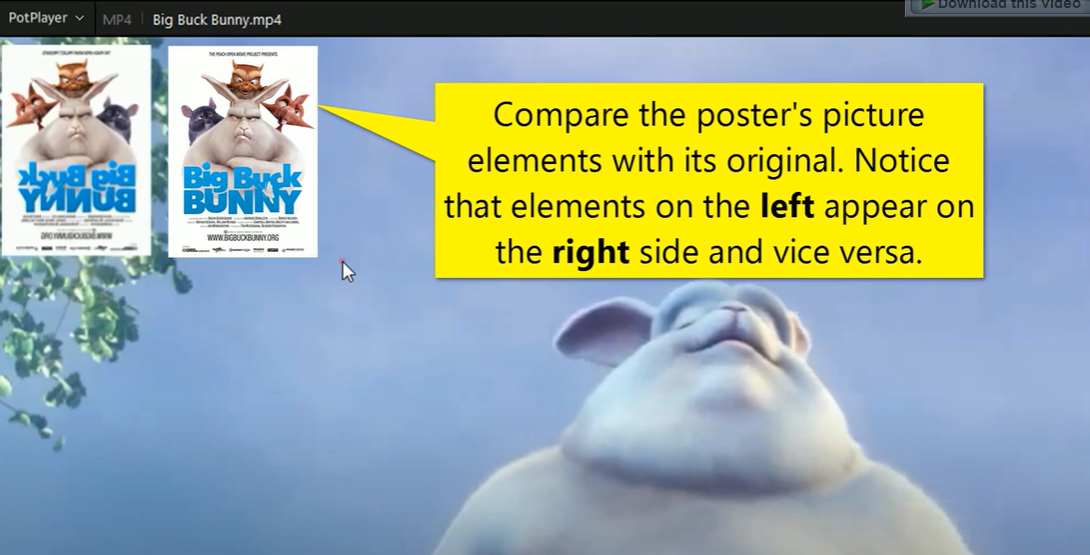 PotPlayer MP4 Big Buck Bunny.mp4
Download this video
THE PEACH OPEN MOVIE PROJECT PRESENTS
Big Buck
BUNNY
Big Buck
BUNNY
WWW.BIGBUCKBUNNY.ORG
Compare the poster's picture
elements with its original. Notice
that elements on the left appear on
the right side and vice versa.